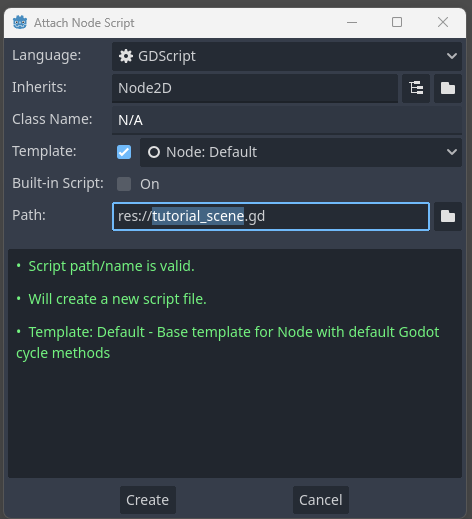 Attach Node Script
Language: GDScript
Inherits: Node2D
Class Name: N/A
Template: Node: Default
Built-in Script: On
Path: res://tutorial_scene.gd
• Script path/name is valid.
• Will create a new script file.
• Template: Default - Base template for Node with default Godot
cycle methods
Create Cancel